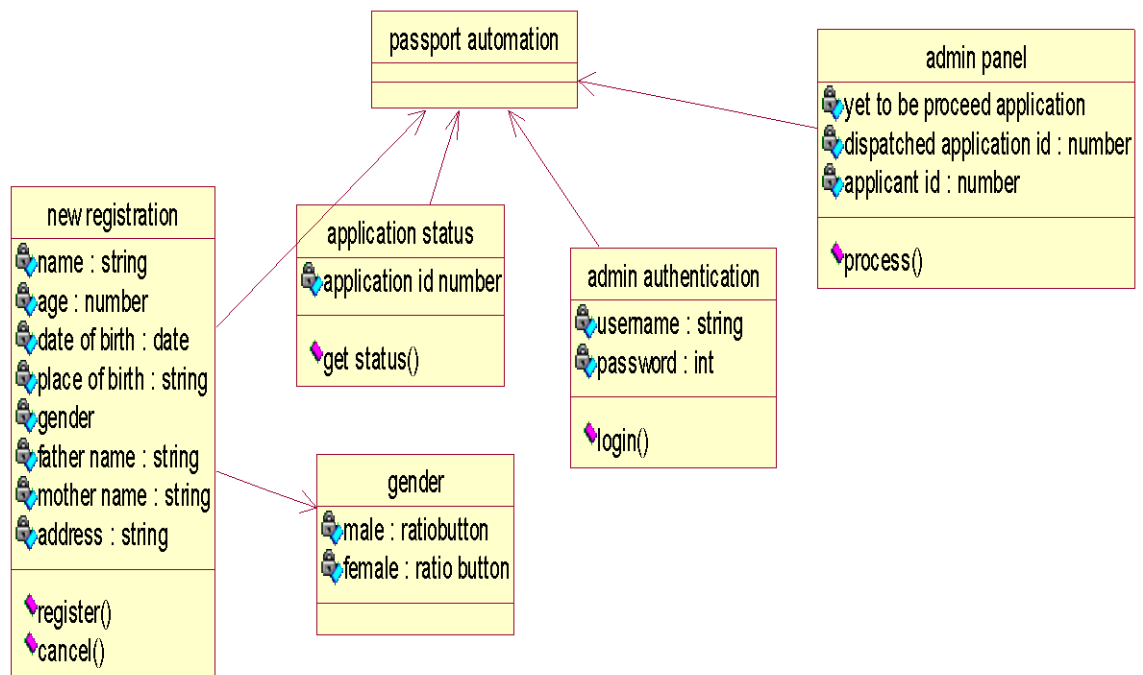 passport automation
admin panel
yet to be proceed application
dispatched application id : number
applicant id : number
process()
new registration
name : string
age : number
date of birth : date
place of birth : string
gender
father name : string
mother name : string
address : string
register()
cancel()
application status
application id number
get status()
admin authentication
username : string
password : int
login()
gender
male : ratiobutton
female : ratio button